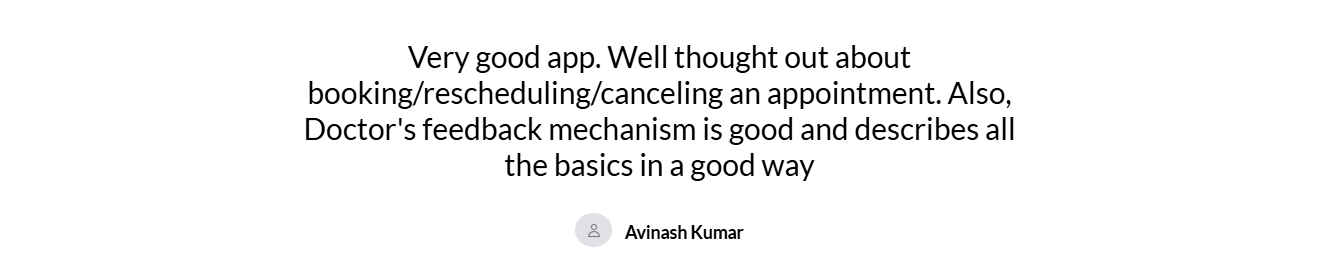 Very good app. Well thought out about
booking/rescheduling/canceling an appointment. Also,
Doctor's feedback mechanism is good and describes all
the basics in a good way
Avinash Kumar